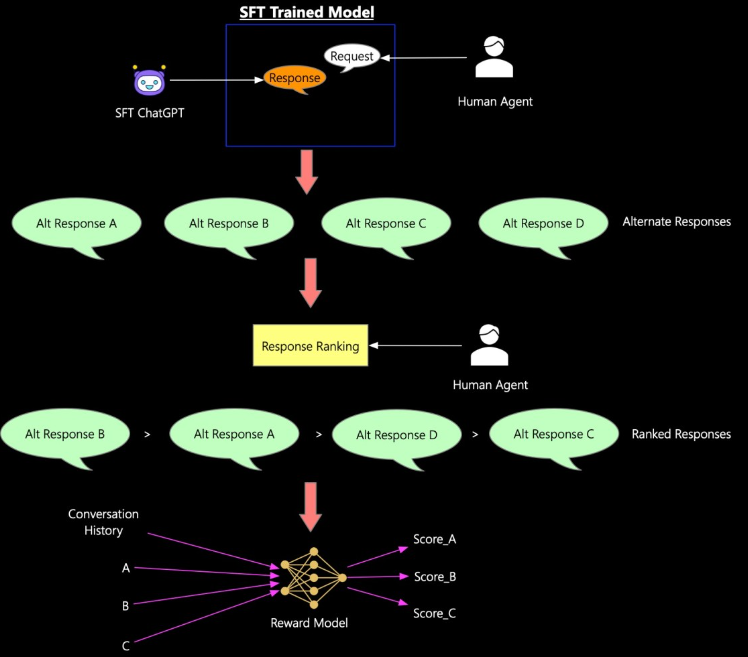 SFT Trained Model
Request
Response
SFT ChatGPT
Human Agent
Alt Response A
Alt Response B
Alt Response C
Alt Response D
Alternate Responses
Response Ranking
Human Agent
Alt Response B
>
Alt Response A
>
Alt Response D
>
Alt Response C
Ranked Responses
Conversation
History
A
B
C
Reward Model
Score_A
Score_B
Score_C